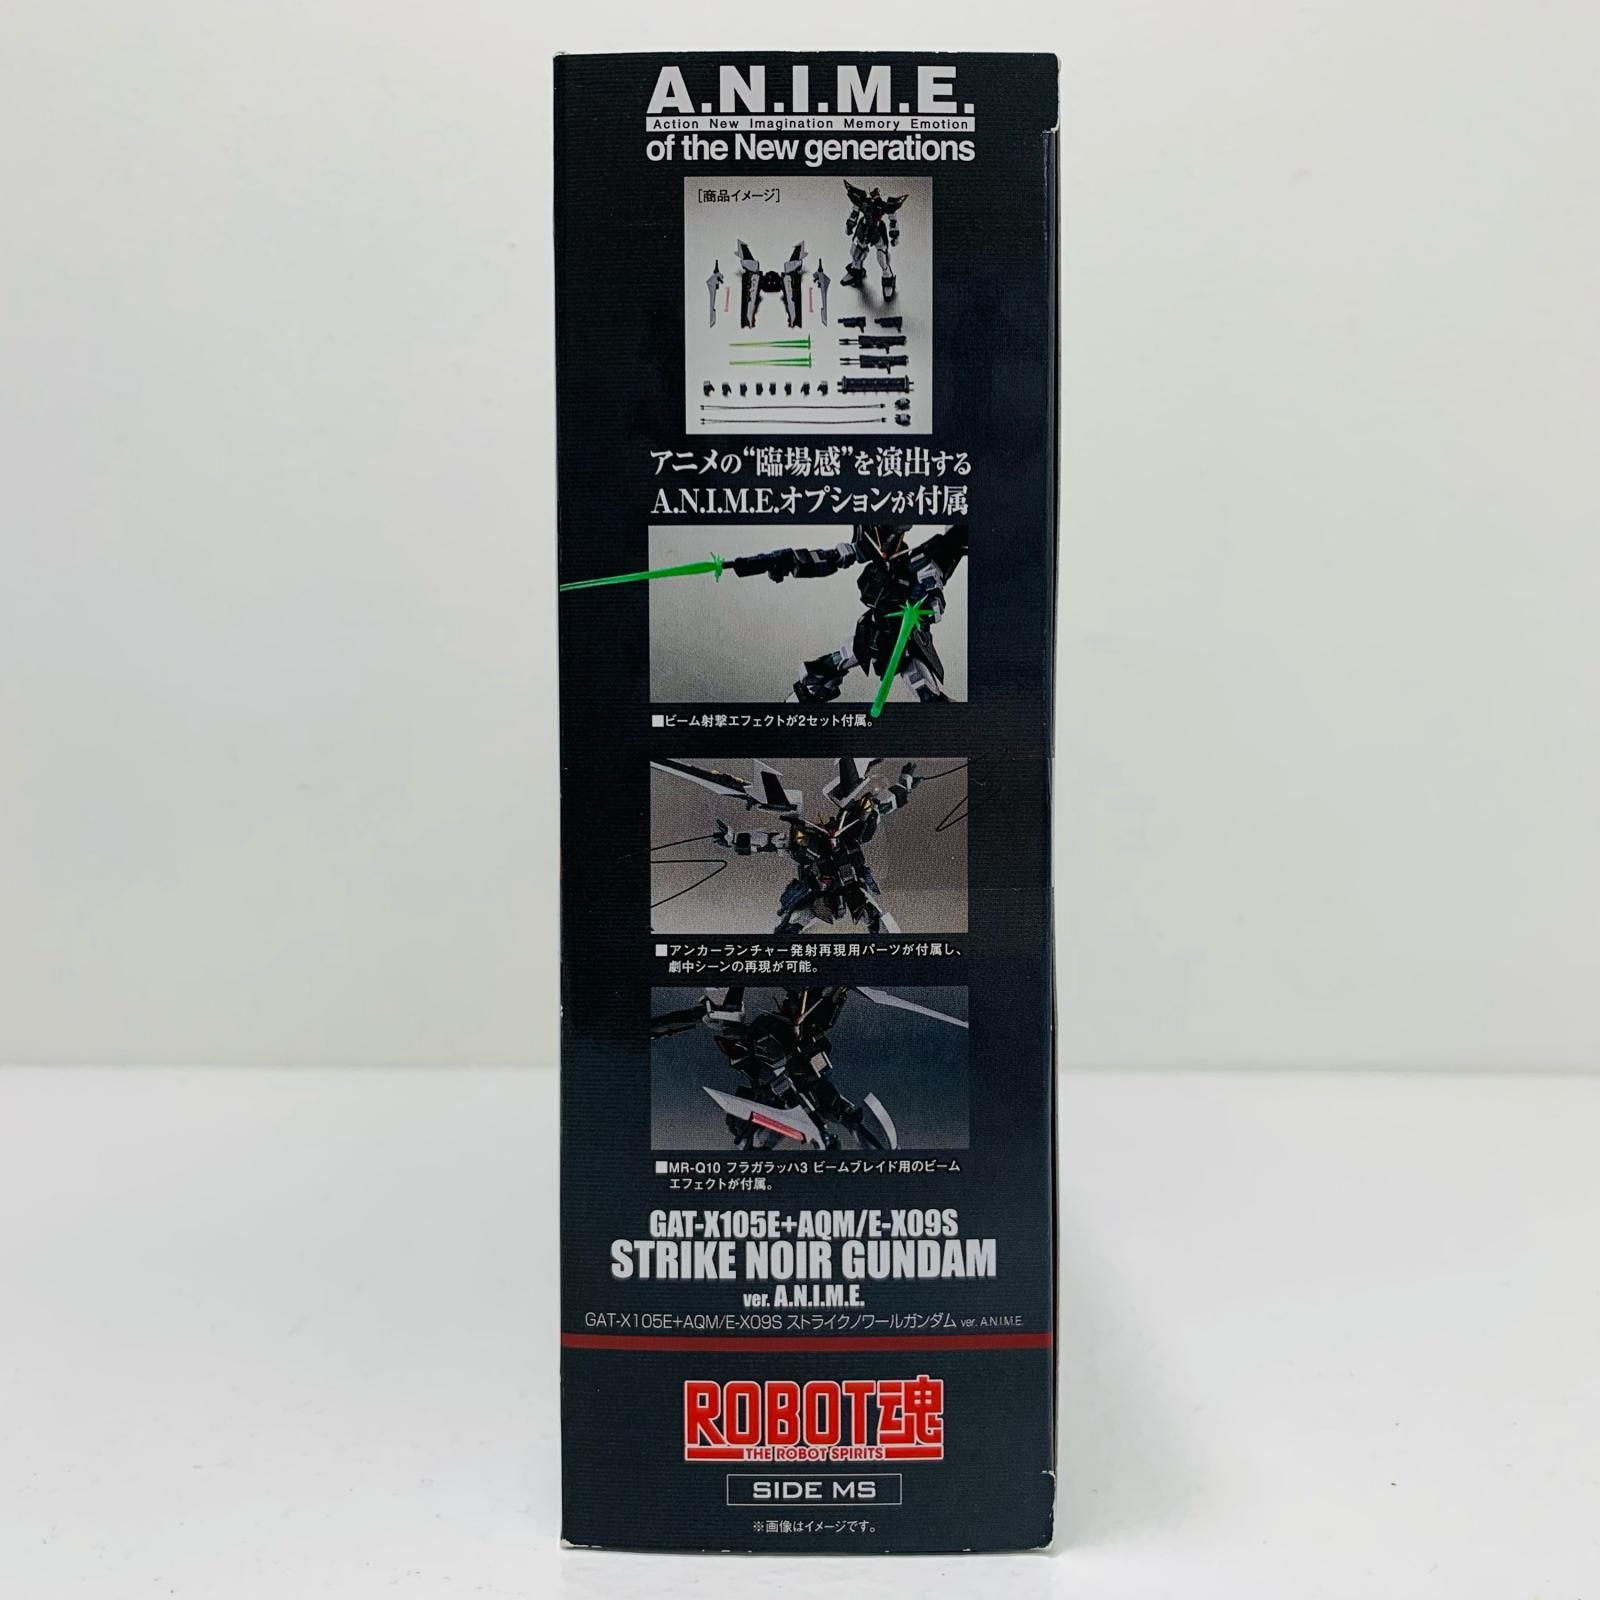 A.N.I.M.E.
Action New Imagination Memory Emotion
of the New generations
[商品イメージ]
アニメの“臨場感”を演出する
A.N.I.M.E.オプションが付属
■ビーム射撃エフェクトが2セット付属。
■アンカーランチャー発射再現用パーツが付属し、
劇中シーンの再現が可能。
■MR-Q10 フラガラッハ3 ビームブレイド用のビーム
エフェクトが付属。
GAT-X105E+AQM/E-X09S
STRIKE NOIR GUNDAM
ver. A.N.I.M.E.
GAT-X105E+AQM/E-X09S ストライクノワールガンダム ver. A.N.I.M.E.
ROBOT魂
THE ROBOT SPIRITS
SIDE MS
※画像はイメージです。